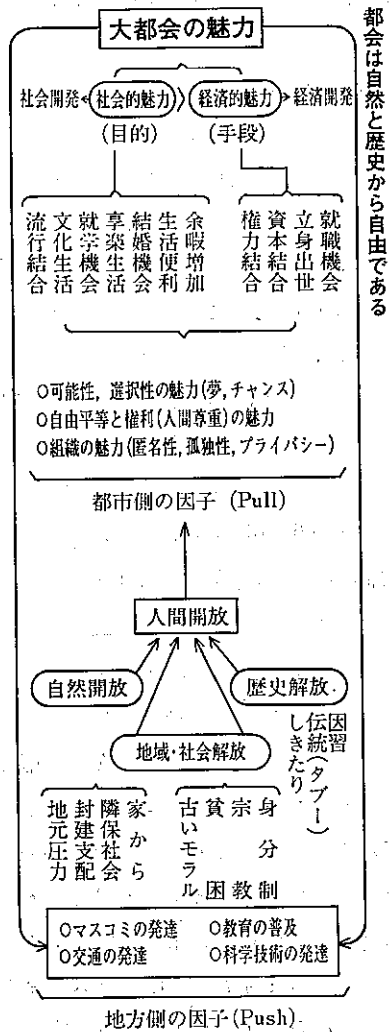 都会は自然と歴史から自由である
大都会の魅力
社会開発
社会的魅力
経済的魅力
経済開発
(目的)
(手段)
就職機会
立身出世
資本結合
権力結合
余暇増加
生活便利
結婚機会
享楽生活
就学機会
文化生活
流行結合
○可能性，選択性の魅力(夢，チャンス)
○自由平等と権利(人間尊重)の魅力
○組織の魅力(匿名性，孤独性，プライバシー)
都市側の因子 (Pull)
人間開放
自然開放
歴史解放
地域・社会解放
因習
伝統(タブー)
しきたり
身分制
宗教
貧困
古いモラル
家から
隣保社会
封建支配
地元圧力
○マスコミの発達
○教育の普及
○交通の発達
○科学技術の発達
地方側の因子(Push)